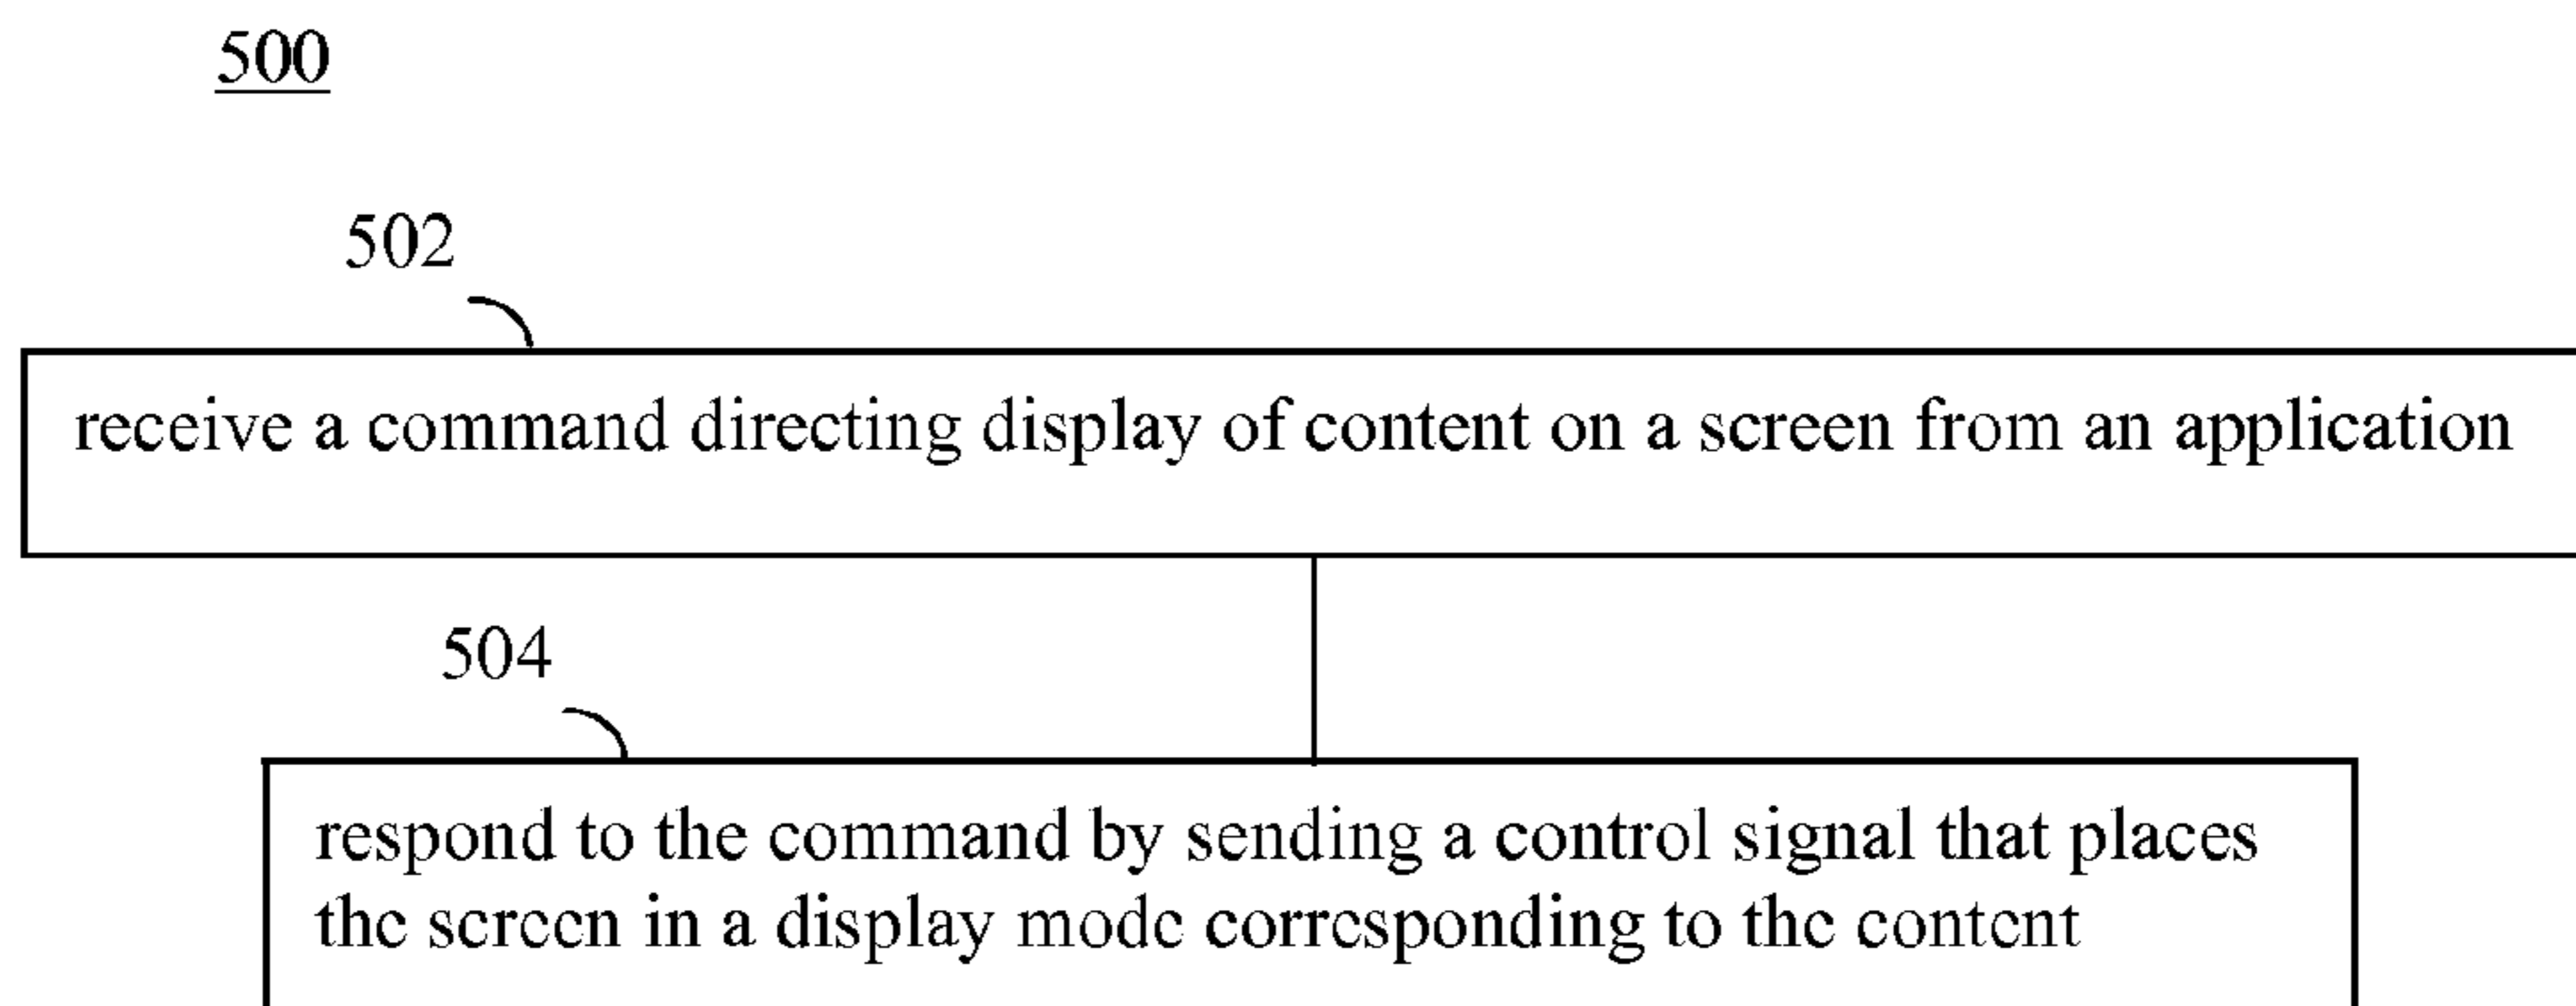 500
502
receive a command directing display of content on a screen from an application
504
respond to the command by sending a control signal that places
the screen in a display mode corresponding to the content